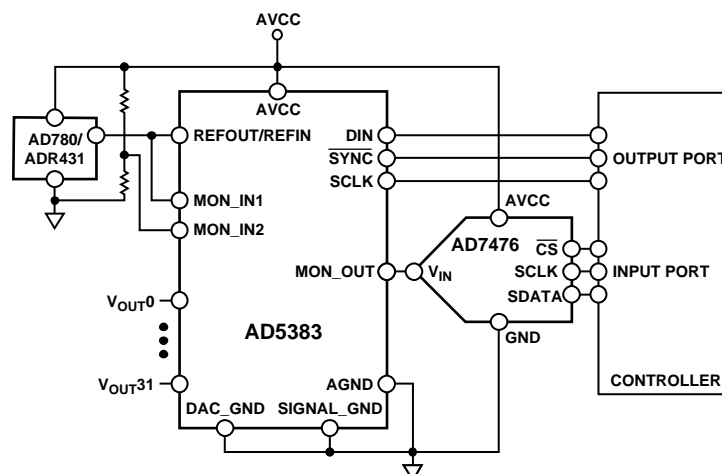 AVCC
AVCC
AD780/
ADR431
REFOUT/REFIN
DIN
SYNC
OUTPUT PORT
SCLK
AVCC
MON_IN1
MON_IN2
AD7476
CS
MON_OUT
VIN
SCLK
INPUT PORT
SDATA
VOUT0
AD5383
GND
VOUT31
AGND
CONTROLLER
DAC_GND
SIGNAL_GND